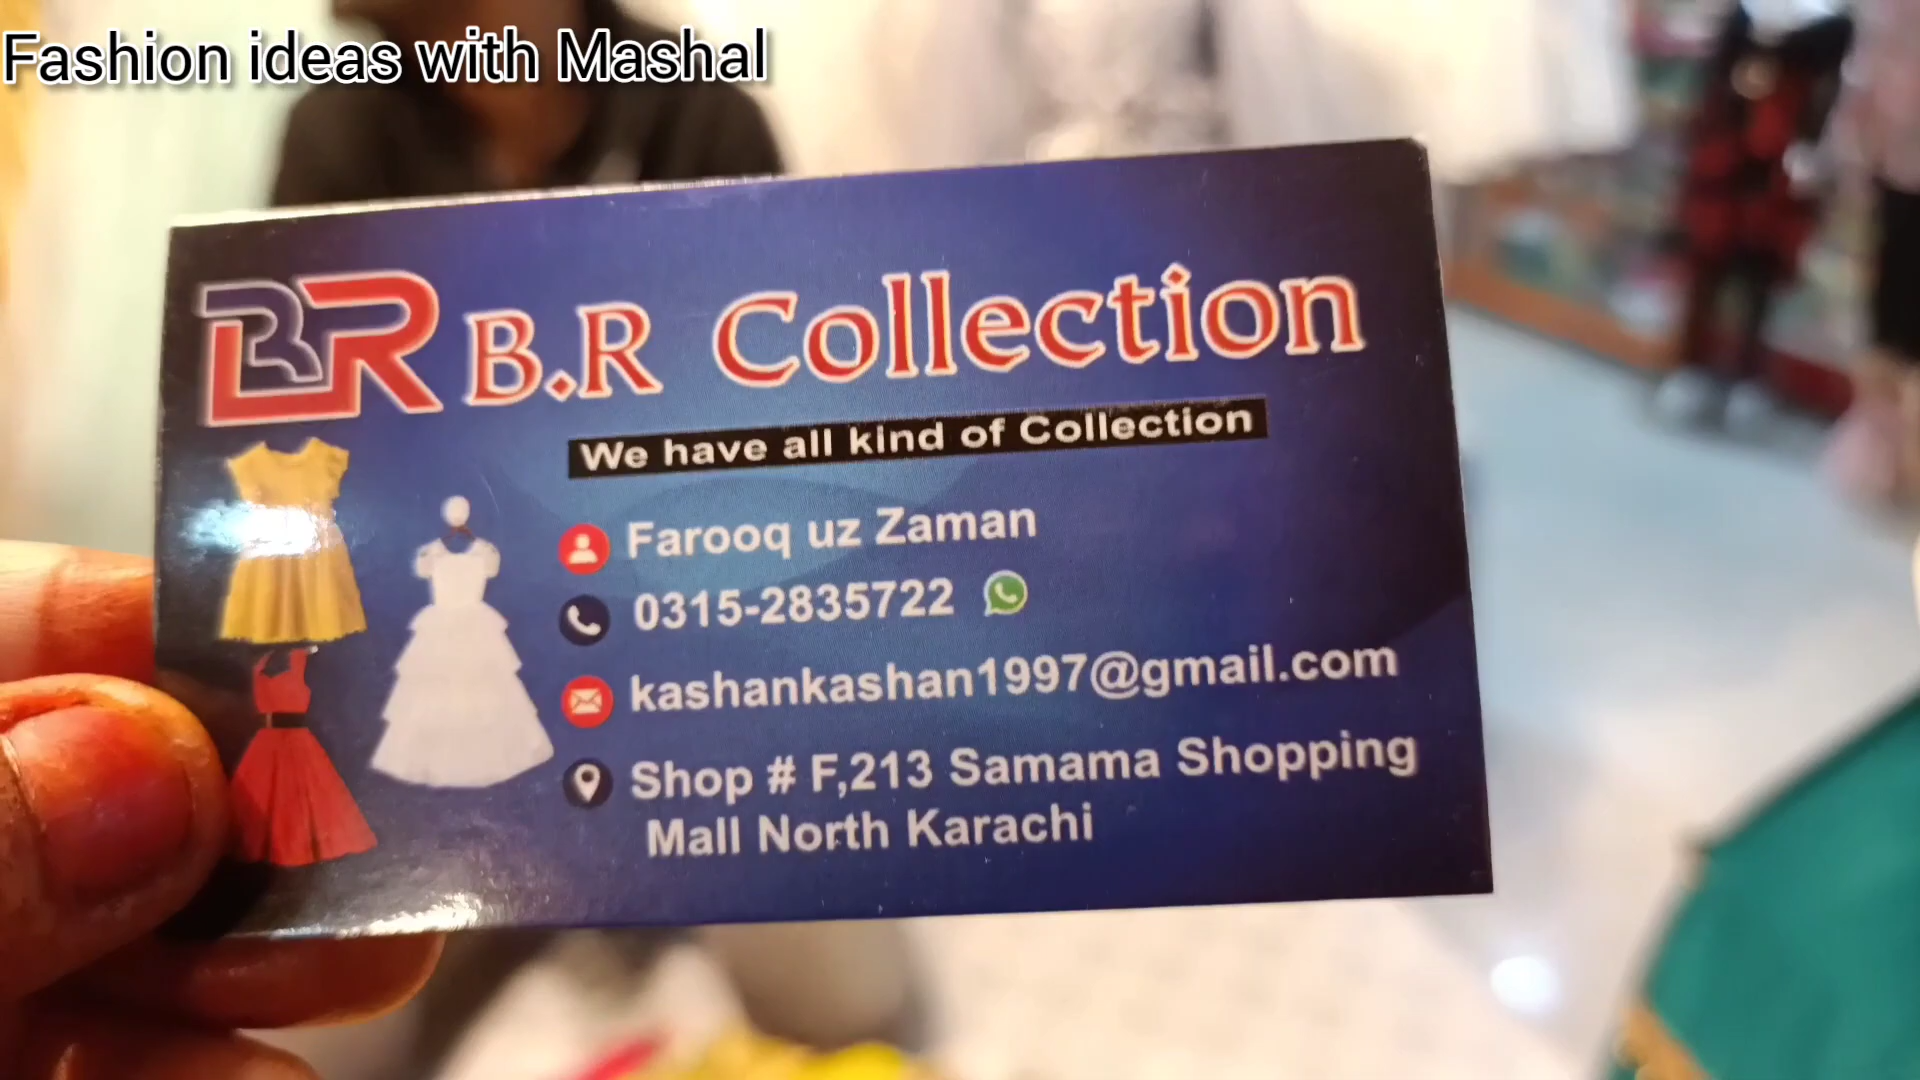 Fashion ideas with Mashal
BR B.R Collection
We have all kind of Collection
Farooq uz Zaman
0315-2835722
kashankashan1997@gmail.com
Shop # F,213 Samama Shopping
Mall North Karachi